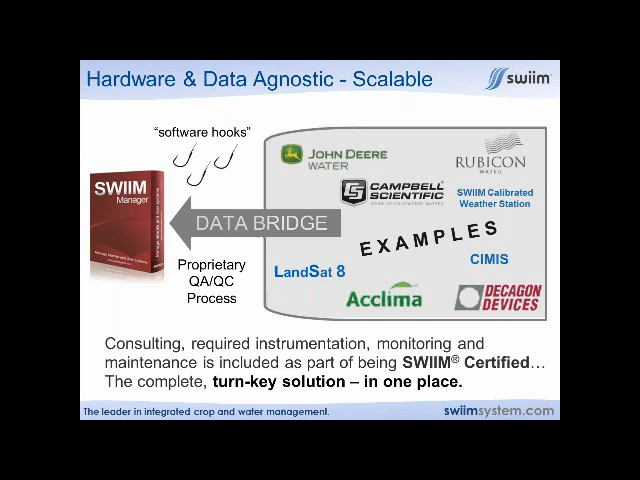 Hardware & Data Agnostic - Scalable
swiim
"software hooks"
JOHN DEERE
WATER
RUBICON
WATER
CAMPBELL
SCIENTIFIC
SWIIM Calibrated
Weather Station
SWIIM
Manager
DATA BRIDGE
EXAMPLES
Proprietary
QA/QC
Process
LandSat 8
CIMIS
Acclima
DECAGON
DEVICES
Consulting, required instrumentation, monitoring and
maintenance is included as part of being SWIIM® Certified…
The complete, turn-key solution – in one place.
The leader in integrated crop and water management.
swiimsystem.com